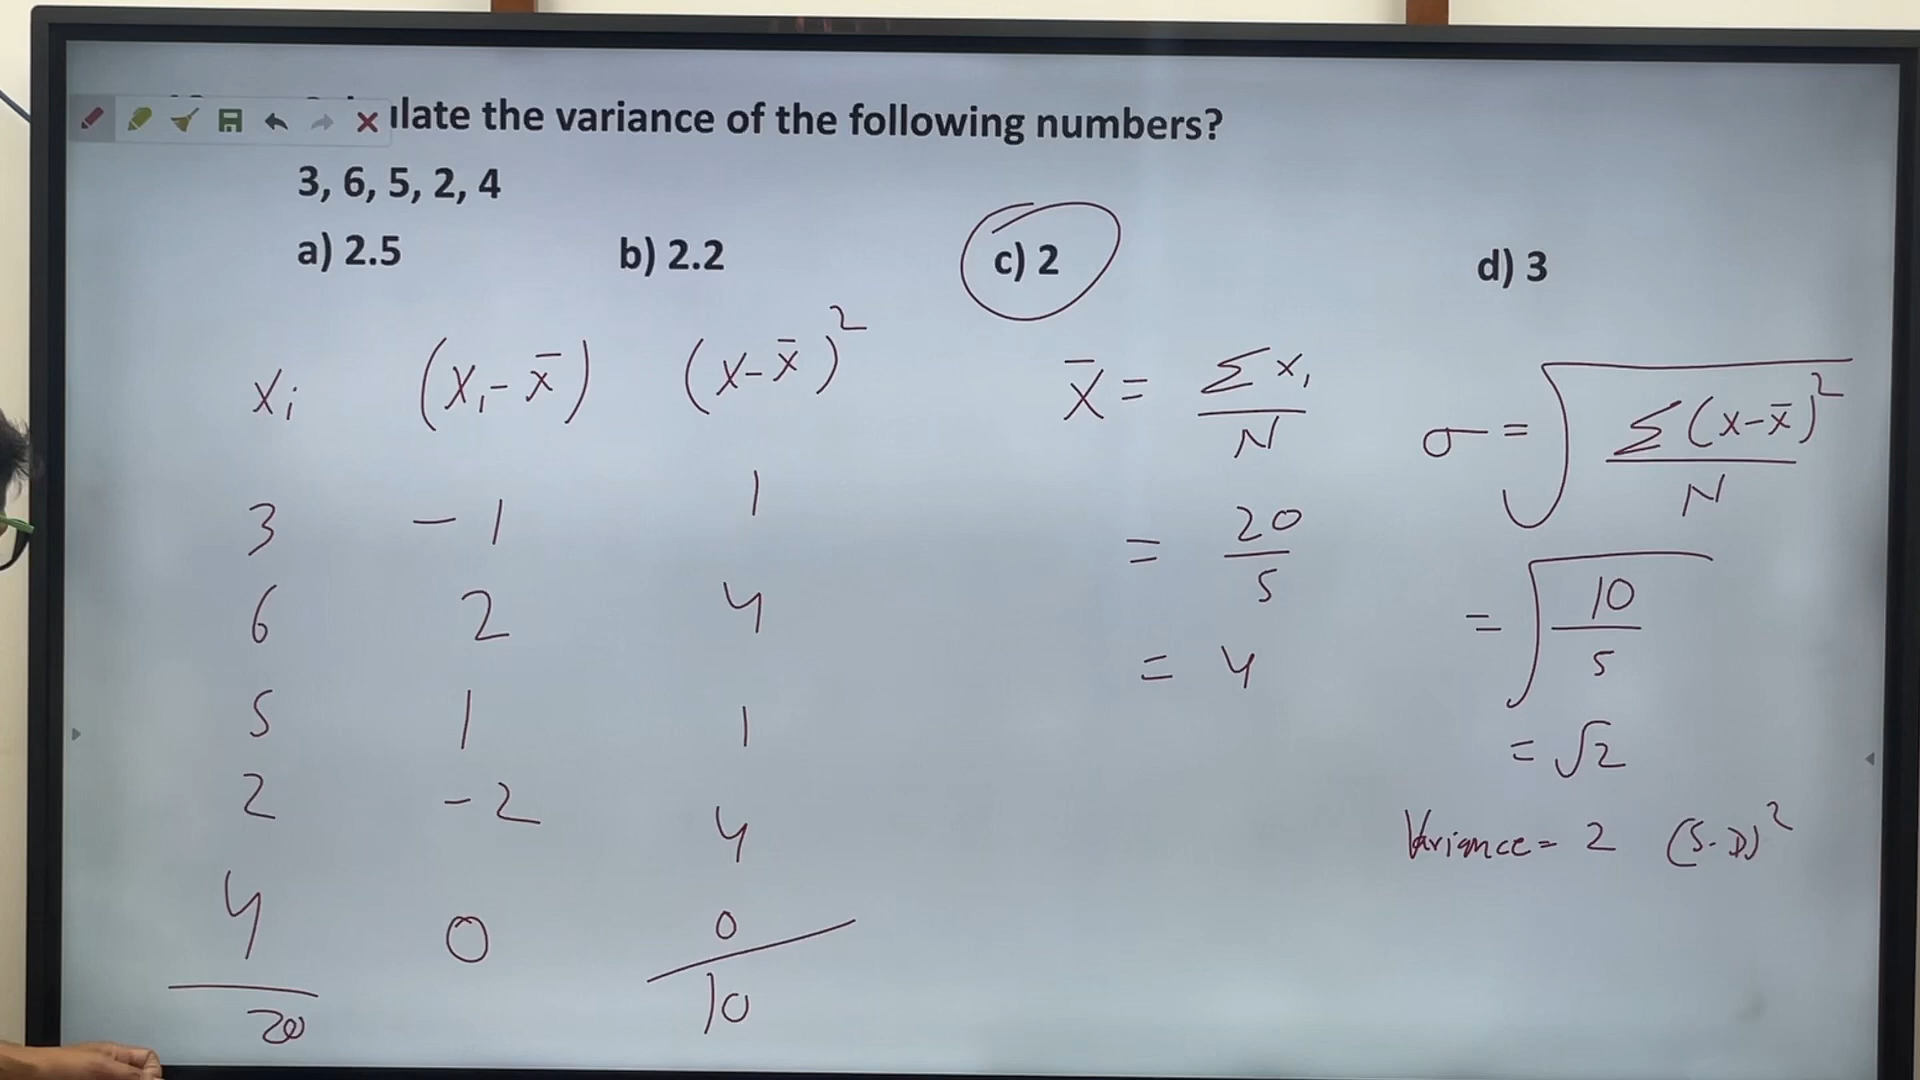 the variance of the following numbers?
3, 6, 5, 2, 4
a) 2.5 b) 2.2 c) 2 d) 3
xᵢ (xᵢ - x̄) (x - x̄)² x̄ = Σxᵢ / N σ = √(Σ(x - x̄)² / N)
3 -1 1 = 20/5 = √(10/5)
6 2 4 = 4 = √2
5 1 1
2 -2 4 Variance = 2 (S.D)²
4 0 0
20 10